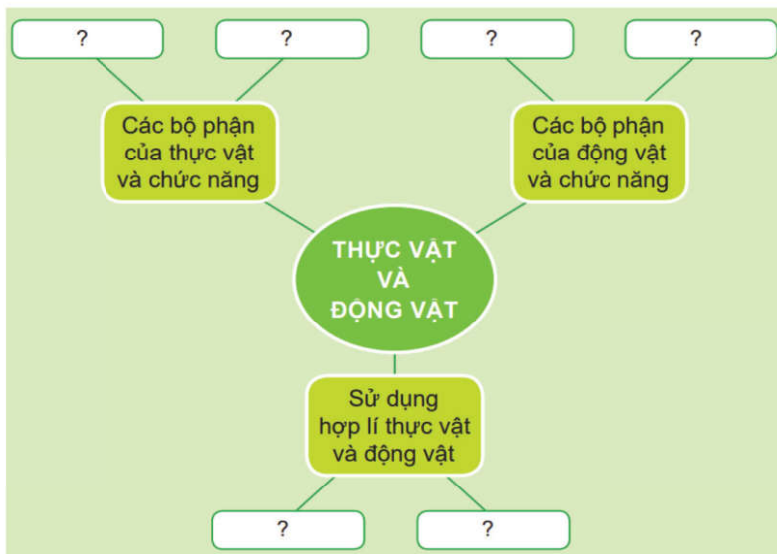 ?
?
?
?
Các bộ phận
của thực vật
và chức năng
Các bộ phận
của động vật
và chức năng
THỰC VẬT
VÀ
ĐỘNG VẬT
Sử dụng
hợp lí thực vật
và động vật
?
?